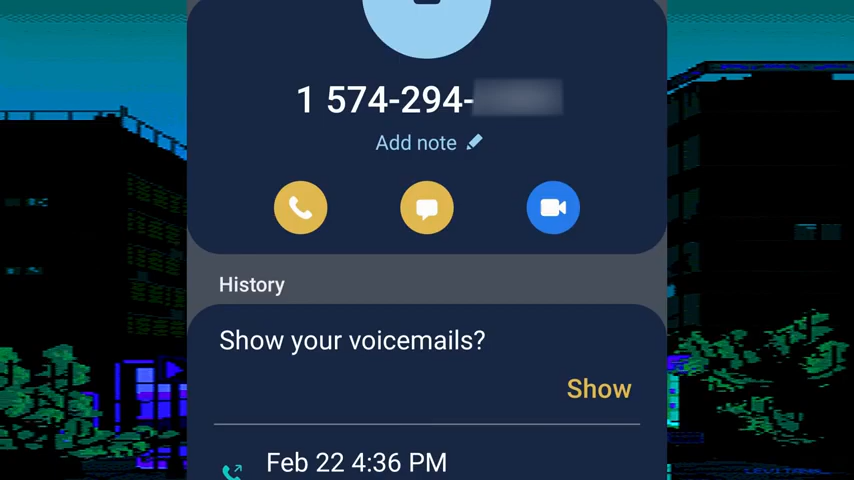 1 574-294-
Add note
History
Show your voicemails?
Show
Feb 22 4:36 PM